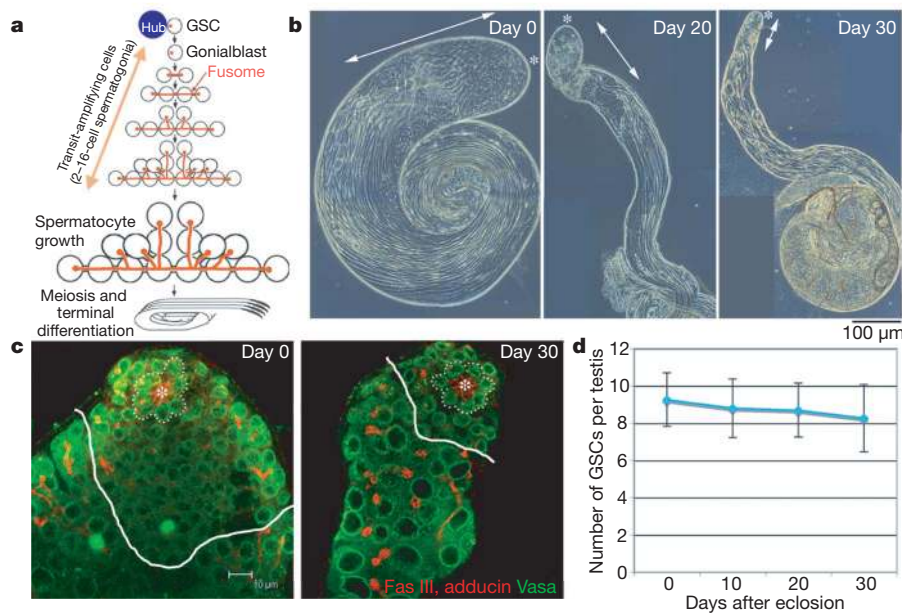 a
Hub
GSC
Gonialblast
Fusome
Transit-amplifying cells
(2–16-cell spermatogonia)
Spermatocyte
growth
Meiosis and
terminal
differentiation
b
Day 0
*
Day 20
*
Day 30
*
100 μm
c
Day 0
*
10 μm
Day 30
*
Fas III, adducin Vasa
d
Number of GSCs per testis
12
10
8
6
4
2
0
0 10 20 30
Days after eclosion